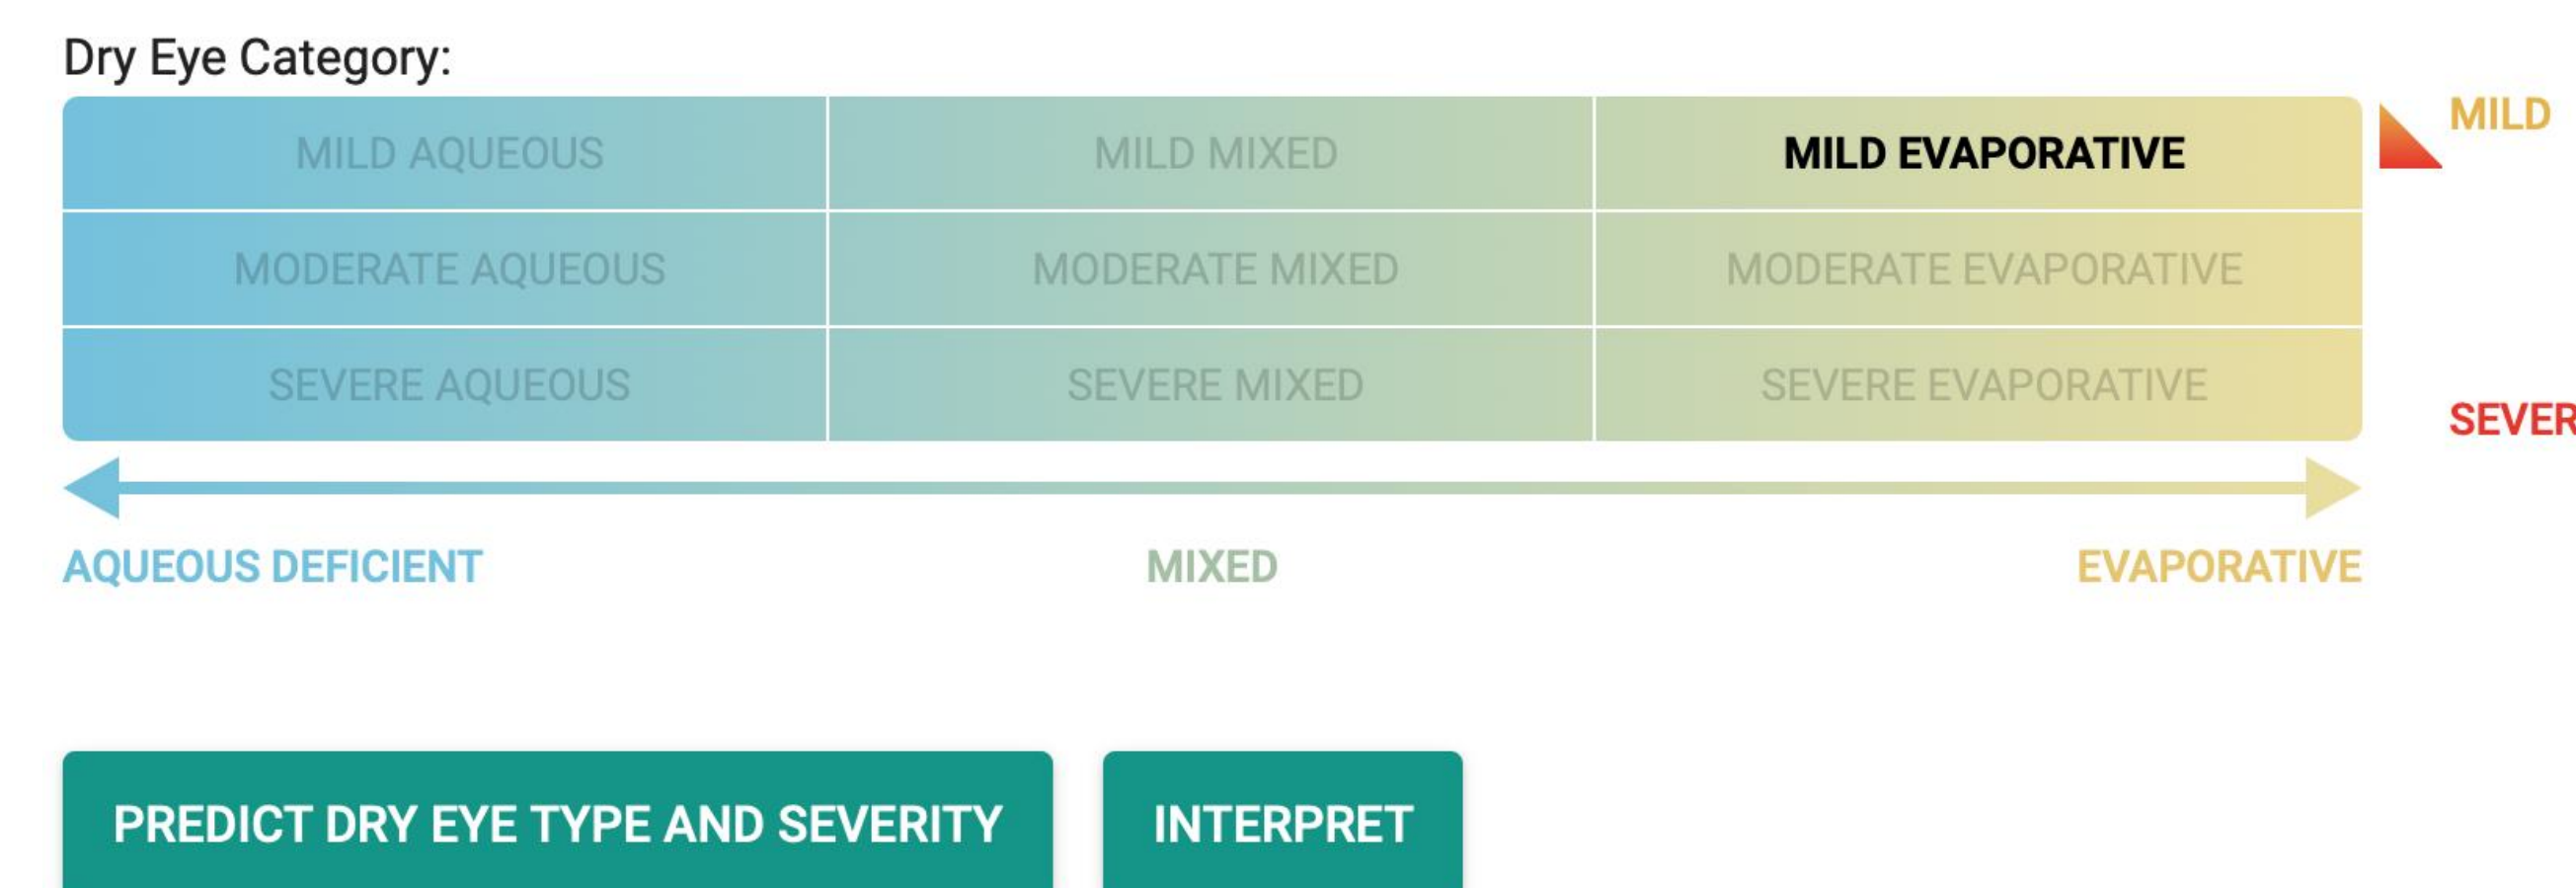 Dry Eye Category:
MILD AQUEOUS MILD MIXED MILD EVAPORATIVE MILD
MODERATE AQUEOUS MODERATE MIXED MODERATE EVAPORATIVE
SEVERE AQUEOUS SEVERE MIXED SEVERE EVAPORATIVE SEVER
AQUEOUS DEFICIENT MIXED EVAPORATIVE
PREDICT DRY EYE TYPE AND SEVERITY INTERPRET